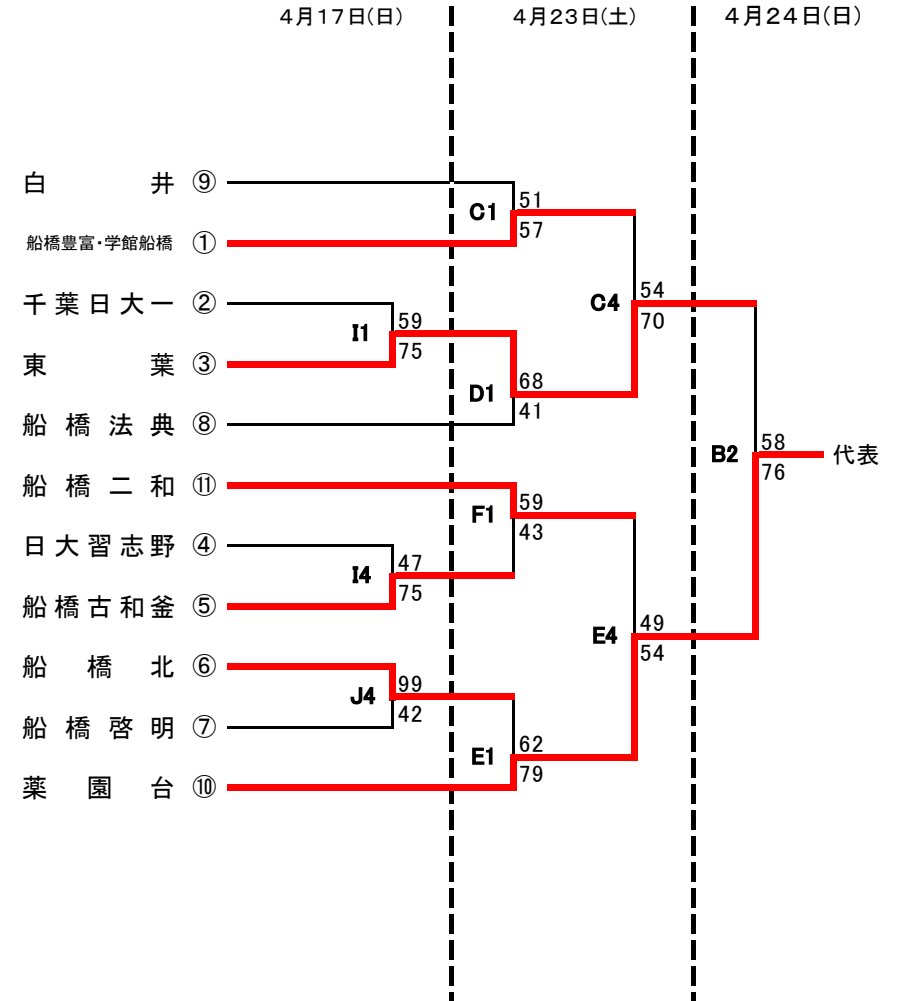 4月17日(日) 4月23日(土) 4月24日(日)
白井 ⑨
C1 51
57
船橋豊富・学館船橋 ①
千葉日大一 ②
C4 54
70
I1 59
75
東葉 ③
D1 68
41
船橋法典 ⑧
B2 58
76
代表
船橋二和 ⑪
F1 59
43
日大習志野 ④
I4 47
75
船橋古和釜 ⑤
E4 49
54
船橋北 ⑥
J4 99
42
船橋啓明 ⑦
E1 62
79
薬園台 ⑩